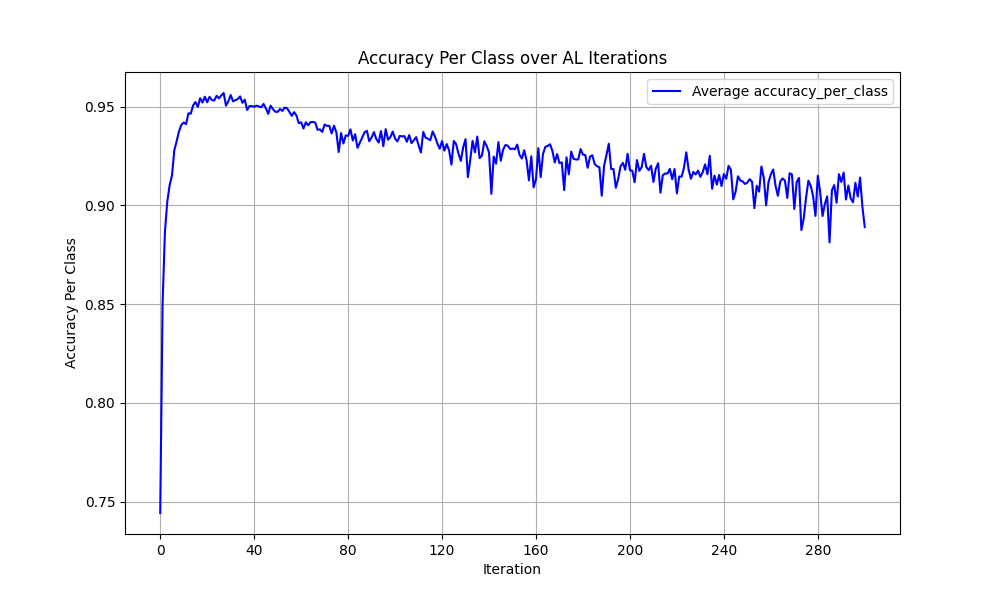 Accuracy Per Class over AL Iterations
Average accuracy_per_class
Accuracy Per Class
0.95
0.90
0.85
0.80
0.75
0 40 80 120 160 200 240 280
Iteration